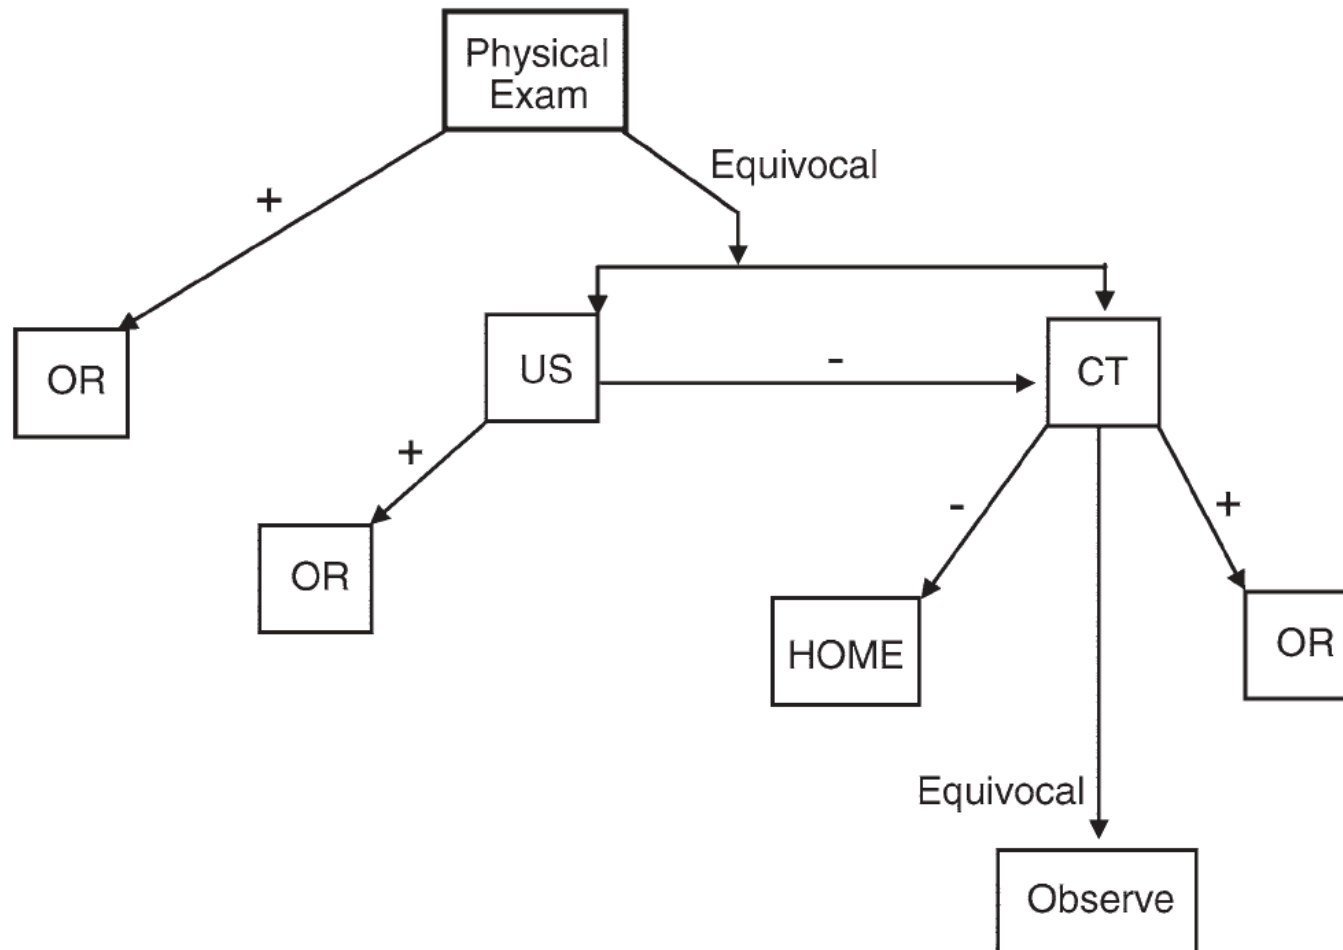 Physical
Exam
Equivocal
+
OR
US
-
CT
+
OR
-
+
HOME
OR
Equivocal
Observe